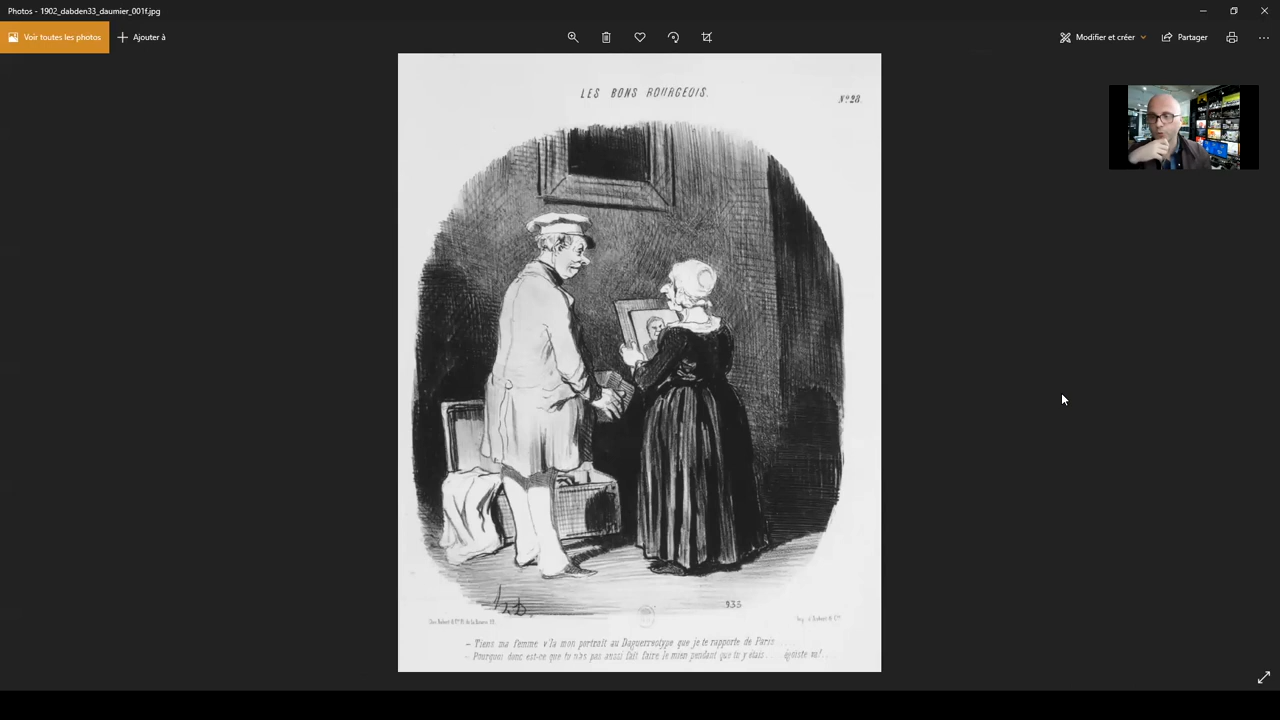 Photos - 1902_dabden33_daumier_001f.jpg
Voir toutes les photos
Ajouter à
Modifier et créer
Partager
LES BONS BOURGEOIS.
Nº 28.
935
– Tiens ma femme v'la mon portrait au Daguerreotype que je te rapporte de Paris . . .
– Pourquoi donc est-ce que tu n'as pas aussi fait faire le mien pendant que tu y étais . . égoiste va! . . .